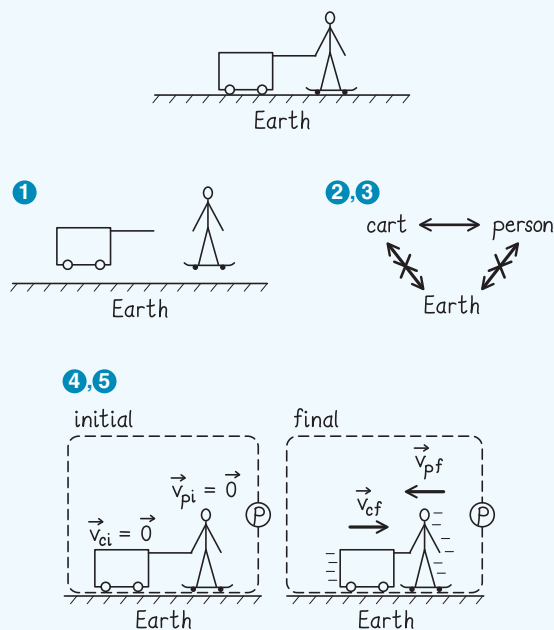 Earth
1
Earth
2,3
cart person
Earth
4,5
initial
v⃗pi = 0⃗
v⃗ci = 0⃗
Earth
final
v⃗pf
v⃗cf
Earth
P
P